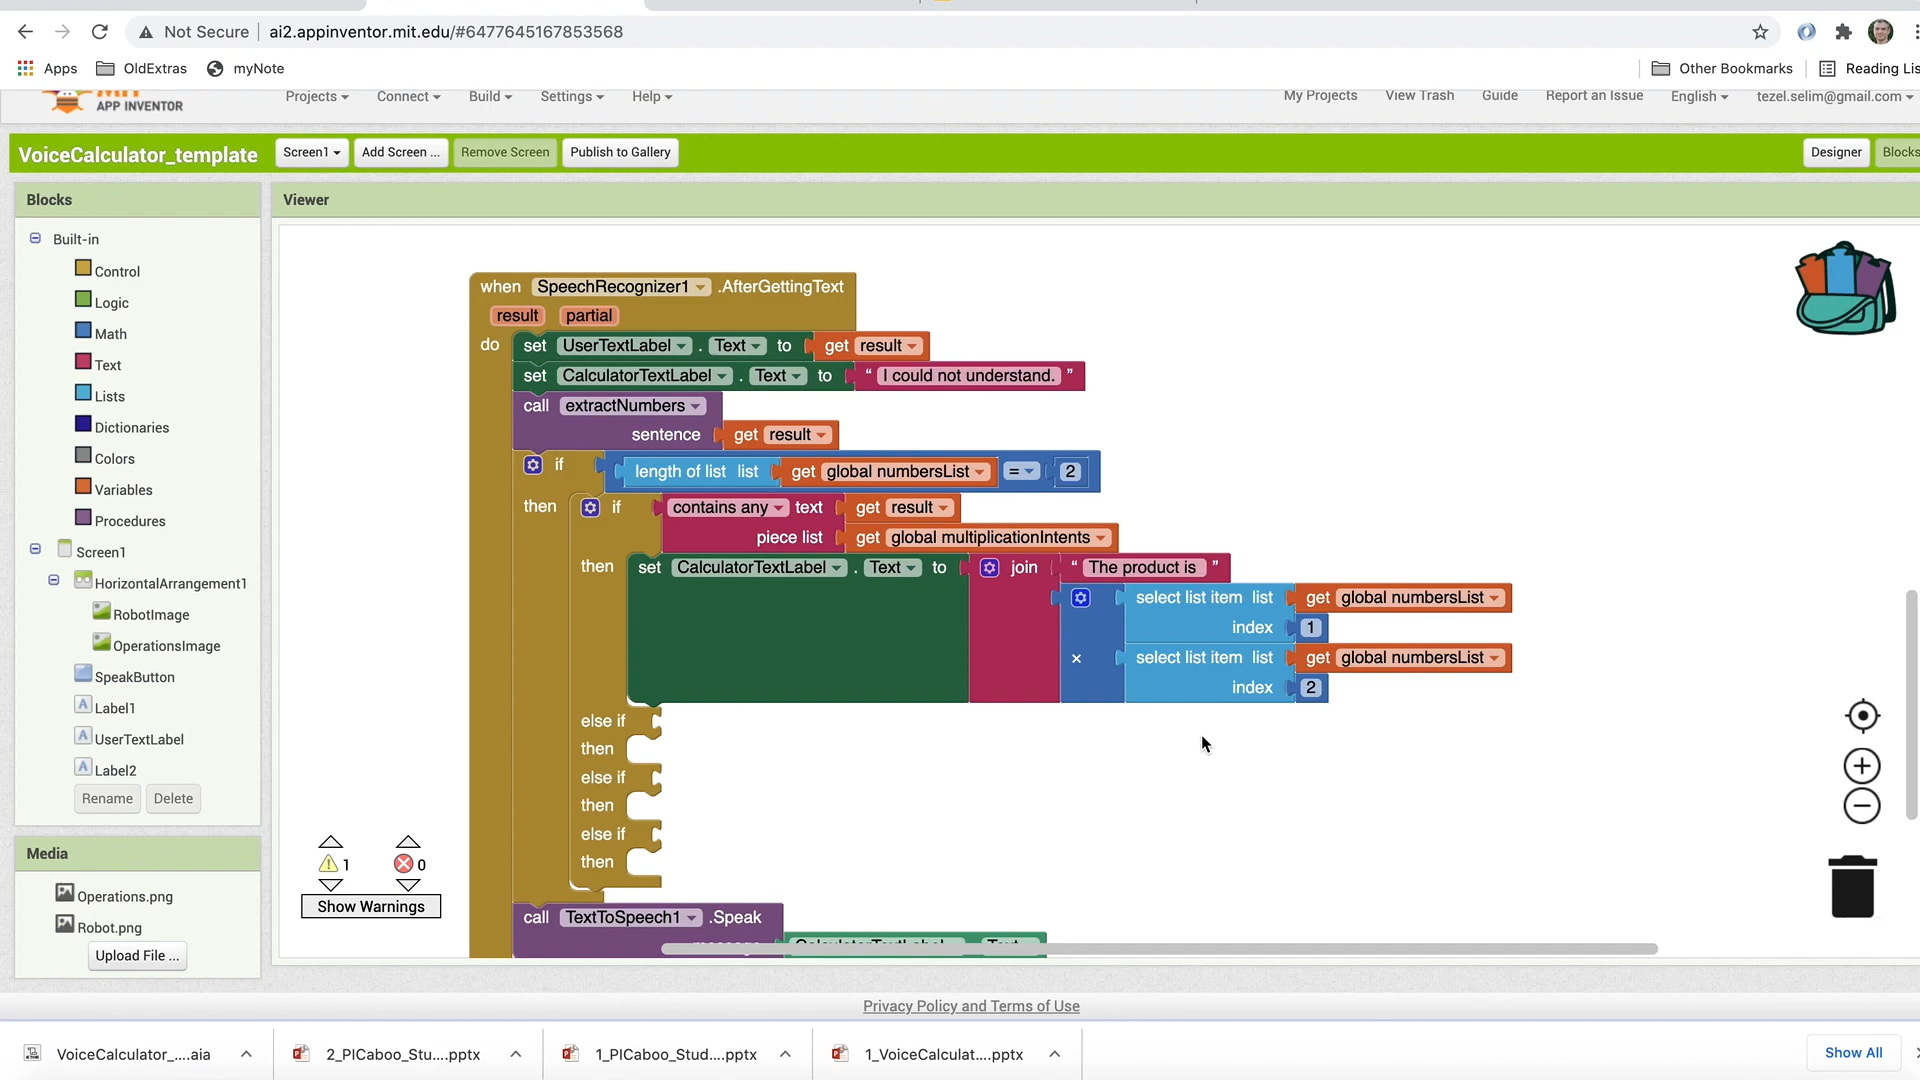 Not Secure ai2.appinventor.mit.edu/#6477645167853568
Apps OldExtras myNote Other Bookmarks Reading Lis
APP INVENTOR Projects Connect Build Settings Help My Projects View Trash Guide Report an Issue English tezel.selim@gmail.com
VoiceCalculator_template Screen1 Add Screen ... Remove Screen Publish to Gallery Designer Blocks
Blocks
Viewer
Built-in
Control
Logic
Math
Text
Lists
Dictionaries
Colors
Variables
Procedures
Screen1
HorizontalArrangement1
RobotImage
OperationsImage
SpeakButton
Label1
UserTextLabel
Label2
Rename Delete
Media
Operations.png
Robot.png
Upload File ...
when SpeechRecognizer1 .AfterGettingText
result partial
do set UserTextLabel . Text to get result
set CalculatorTextLabel . Text to “ I could not understand. ”
call extractNumbers
sentence get result
if length of list list get global numbersList = 2
then if contains any text get result
piece list get global multiplicationIntents
then set CalculatorTextLabel . Text to join “ The product is ”
select list item list get global numbersList
index 1
× select list item list get global numbersList
index 2
else if
then
else if
then
else if
then
call TextToSpeech1 .Speak
message CalculatorTextLabel . Text
1 0
Show Warnings
Privacy Policy and Terms of Use
VoiceCalculator_....aia 2_PICaboo_Stu....pptx 1_PICaboo_Stud....pptx 1_VoiceCalculat....pptx Show All